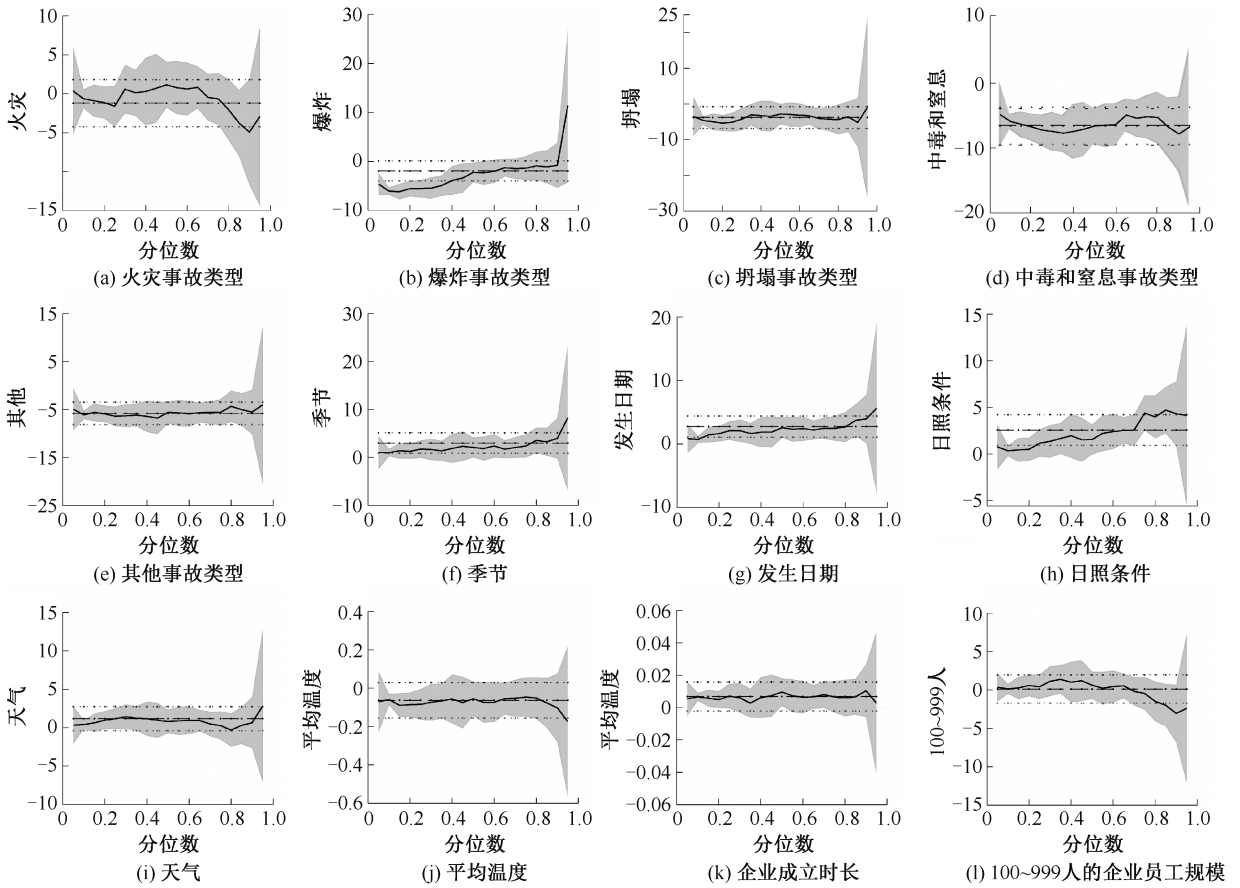 10
5
0
−5
−15
火灾
0 0.2 0.4 0.6 0.8 1.0
分位数
(a) 火灾事故类型
30
20
10
0
−10
爆炸
0 0.2 0.4 0.6 0.8 1.0
分位数
(b) 爆炸事故类型
25
10
−10
−30
坍塌
0 0.2 0.4 0.6 0.8 1.0
分位数
(c) 坍塌事故类型
10
0
−10
−20
中毒和窒息
0 0.2 0.4 0.6 0.8 1.0
分位数
(d) 中毒和窒息事故类型
15
5
−5
−15
−25
其他
0 0.2 0.4 0.6 0.8 1.0
分位数
(e) 其他事故类型
30
20
10
0
−10
季节
0 0.2 0.4 0.6 0.8 1.0
分位数
(f) 季节
20
10
0
−10
发生日期
0 0.2 0.4 0.6 0.8 1.0
分位数
(g) 发生日期
15
10
5
0
−5
日照条件
0 0.2 0.4 0.6 0.8 1.0
分位数
(h) 日照条件
15
10
5
0
−5
−10
天气
0 0.2 0.4 0.6 0.8 1.0
分位数
(i) 天气
0.4
0.2
0
−0.2
−0.4
−0.6
平均温度
0 0.2 0.4 0.6 0.8 1.0
分位数
(j) 平均温度
0.06
0.04
0.02
0
0.02
−0.04
−0.06
平均温度
0 0.2 0.4 0.6 0.8 1.0
分位数
(k) 企业成立时长
10
5
0
−5
−10
−15
100~999人
0 0.2 0.4 0.6 0.8 1.0
分位数
(l) 100~999人的企业员工规模